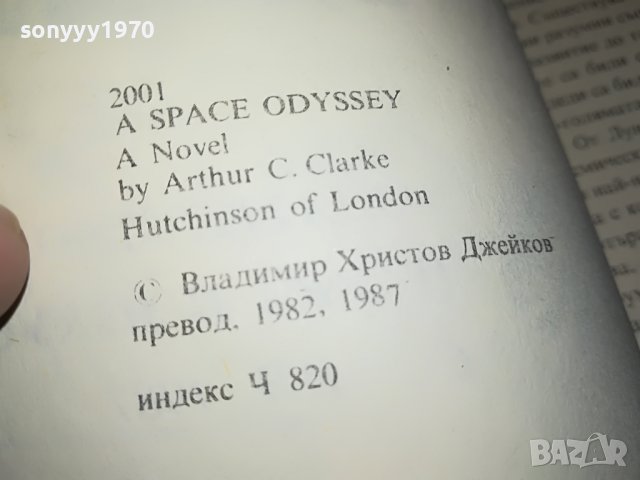 sonyyy1970
2001
A SPACE ODYSSEY
A Novel
by Arthur C. Clarke
Hutchinson of London
© Владимир Христов Джейков
превод, 1982, 1987
индекс Ч 820
BAZAR